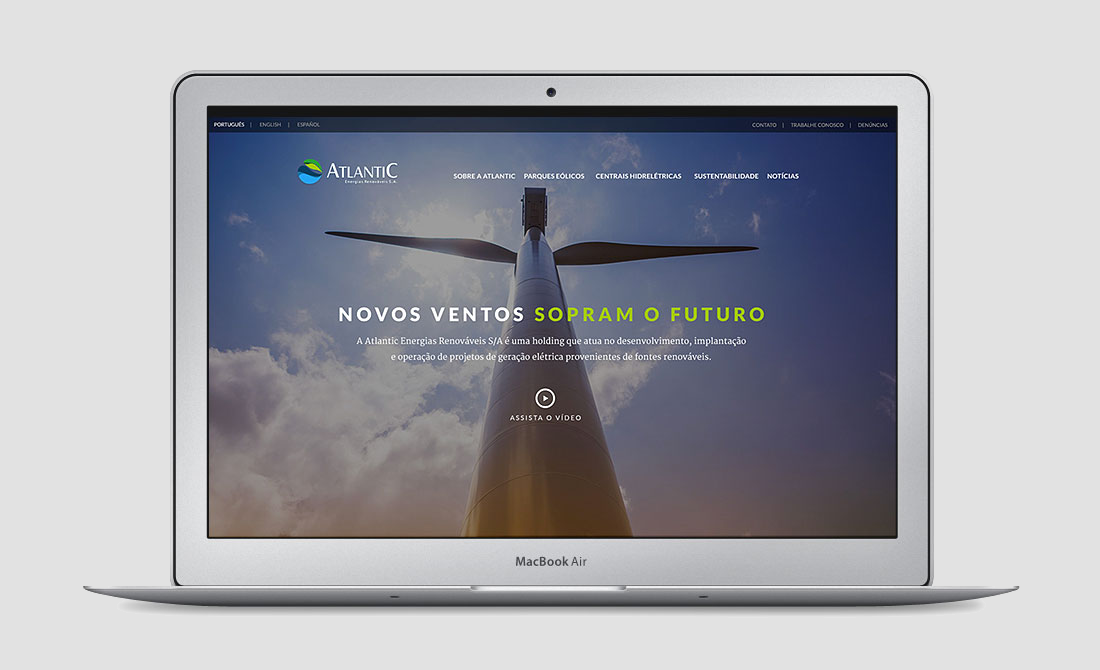 PORTUGUÊS | ENGLISH | ESPAÑOL
CONTATO | TRABALHE CONOSCO | DENÚNCIAS
ATLANTIC
Energias Renováveis S.A.
SOBRE A ATLANTIC PARQUES EÓLICOS CENTRAIS HIDRELÉTRICAS SUSTENTABILIDADE NOTÍCIAS
NOVOS VENTOS SOPRAM O FUTURO
A Atlantic Energias Renováveis S/A é uma holding que atua no desenvolvimento, implantação
e operação de projetos de geração elétrica provenientes de fontes renováveis.
ASSISTA O VÍDEO
MacBook Air